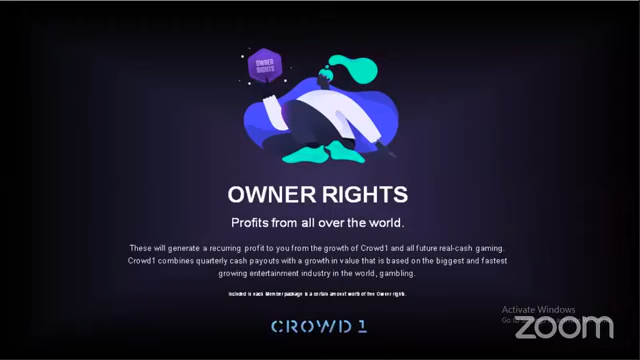 OWNER
RIGHTS
OWNER RIGHTS
Profits from all over the world.
These will generate a recurring profit to you from the growth of Crowd1 and all future real-cash gaming.
Crowd1 combines quarterly cash payouts with a growth in value that is based on the biggest and fastest
growing entertainment industry in the world, gambling.
Included in each Member package is a certain amount worth of free Owner rights.
CROWD1
Activate Windows
Go to
zoom